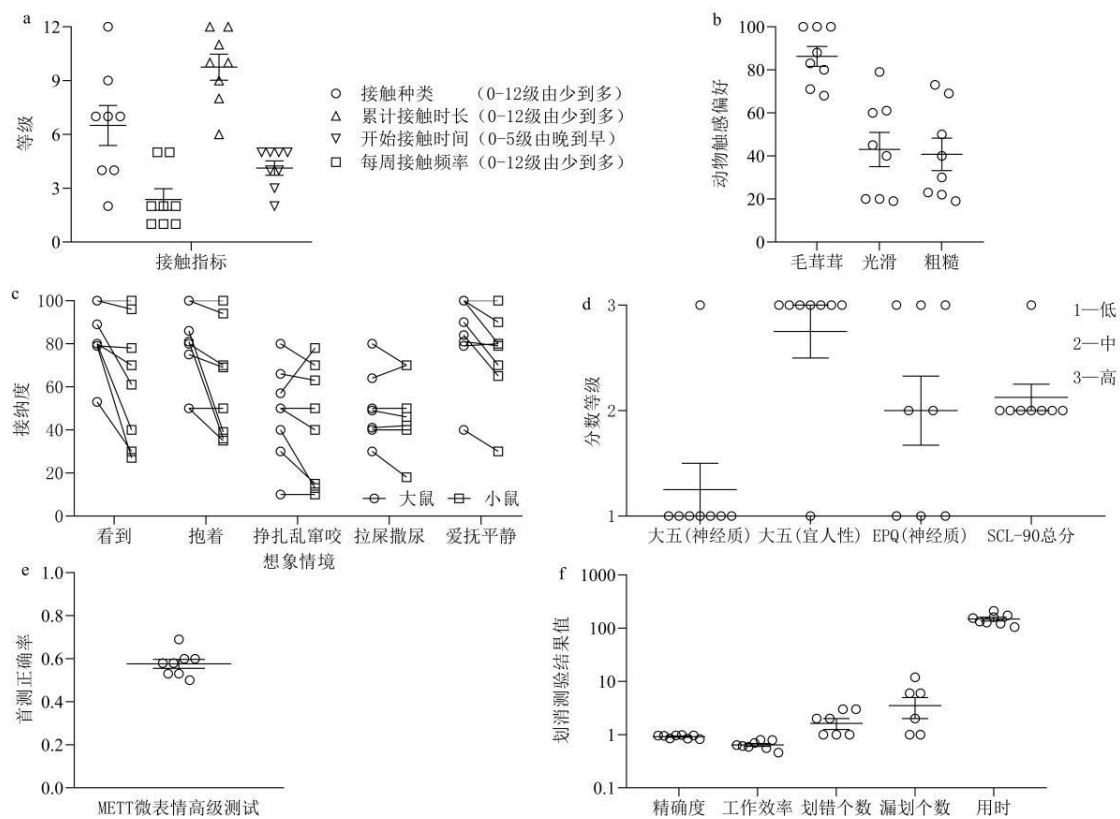 a
12
9
6
3
0
等级
接触指标
接触种类 (0-12级由少到多)
累计接触时长(0-12级由少到多)
开始接触时间(0-5级由晚到早)
每周接触频率(0-12级由少到多)
b
100
80
60
40
20
0
动物触感偏好
毛茸茸 光滑 粗糙
c
100
80
60
40
20
0
接纳度
大鼠 小鼠
看到 抱着 挣扎乱窜咬 拉屎撒尿 爱抚平静
想象情境
d
3
2
1
分数等级
1—低
2—中
3—高
大五(神经质) 大五(宜人性) EPQ(神经质) SCL-90总分
e
1.0
0.8
0.6
0.4
0.2
0.0
首测正确率
METT微表情高级测试
f
1000
100
10
1
0.1
划消测验结果值
精确度 工作效率 划错个数 漏划个数 用时